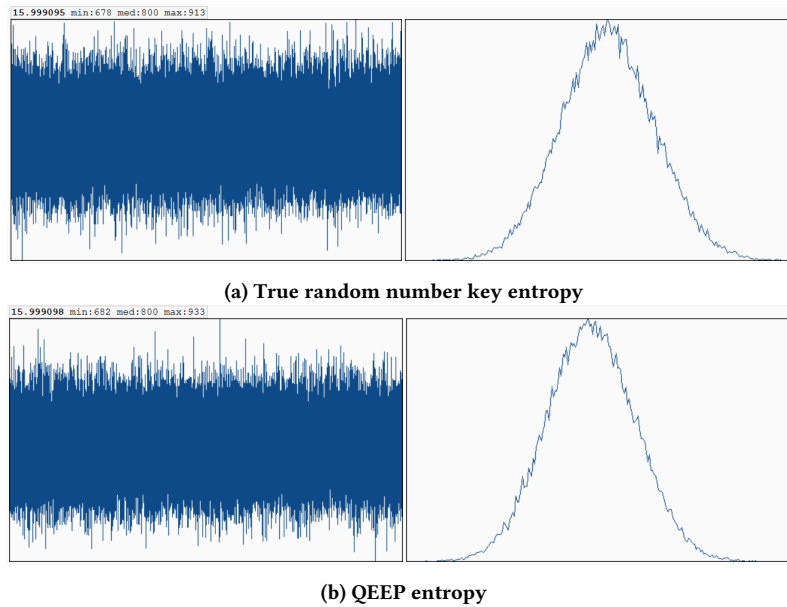 15.999095 min:678 med:800 max:913
(a) True random number key entropy
15.999098 min:682 med:800 max:933
(b) QEEP entropy